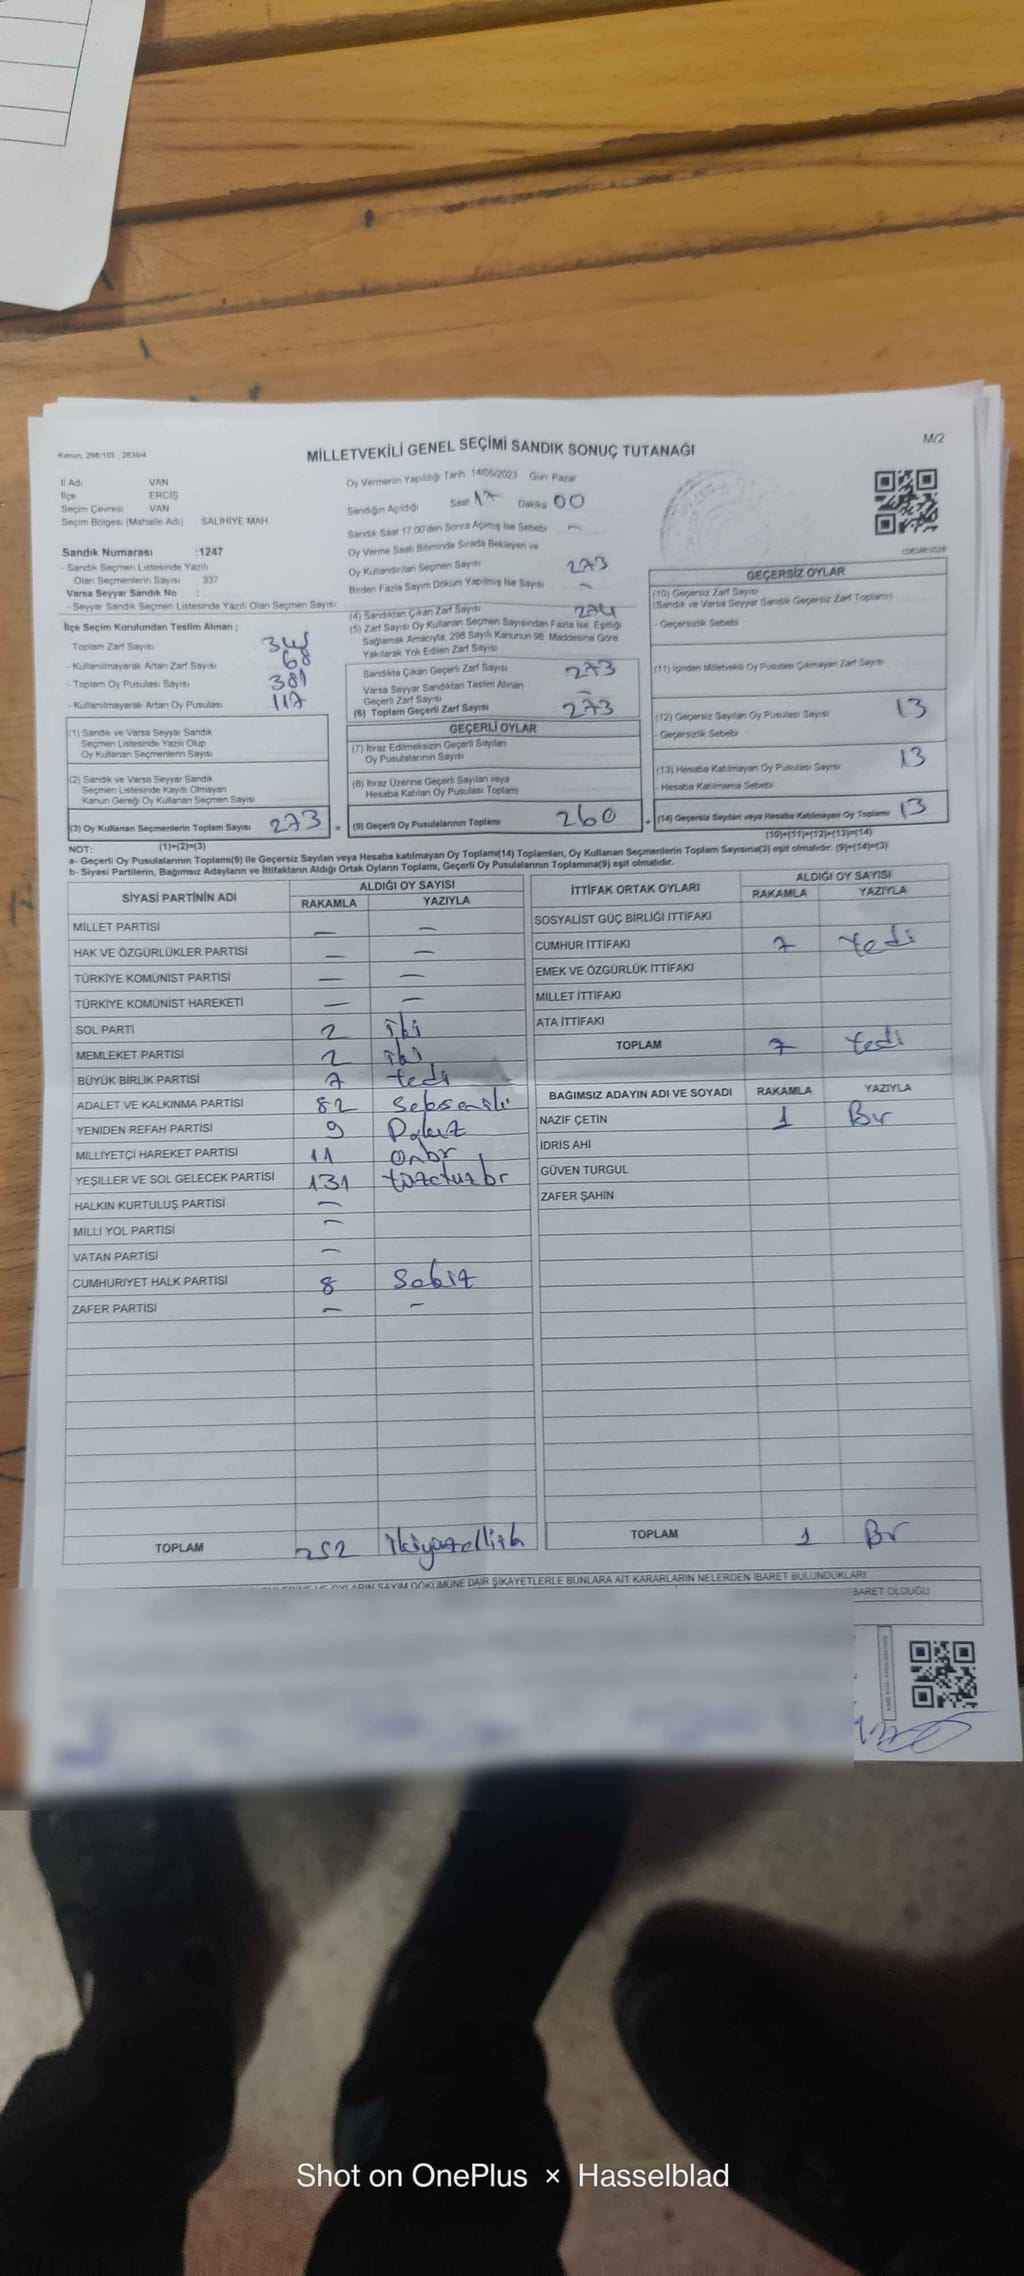 Kanun; 298/105 ; 2839/4
MİLLETVEKİLİ GENEL SEÇİMİ SANDIK SONUÇ TUTANAĞI
M/2
İl Adı VAN
İlçe ERCİŞ
Seçim Çevresi VAN
Seçim Bölgesi (Mahalle Adı) SALİHİYE MAH.
Sandık Numarası :1247
- Sandık Seçmen Listesinde Yazılı
Olan Seçmenlerin Sayısı : 337
Varsa Seyyar Sandık No :
- Seyyar Sandık Seçmen Listesinde Yazılı Olan Seçmen Sayısı
İlçe Seçim Kurulundan Teslim Alınan ;
- Toplam Zarf Sayısı
- Kullanılmayarak Artan Zarf Sayısı 68
- Toplam Oy Pusulası Sayısı 381
- Kullanılmayarak Artan Oy Pusulası 117
(1) Sandık ve Varsa Seyyar Sandık
Seçmen Listesinde Yazılı Olup
Oy Kullanan Seçmenlerin Sayısı
(2) Sandık ve Varsa Seyyar Sandık
Seçmen Listesinde Kayıtlı Olmayan
Kanun Gereği Oy Kullanan Seçmen Sayısı
(3) Oy Kullanan Seçmenlerin Toplam Sayısı 273 =
(1)+(2)=(3)
Oy Vermenin Yapıldığı Tarih 14/05/2023 Gün: Pazar
Sandığın Açıldığı Saat 17 Dakika 00
Sandık Saat 17.00'den Sonra Açımış İse Sebebi —
Oy Verme Saati Bitiminde Sırada Bekleyen ve
Oy Kullandırılan Seçmen Sayısı 273
Birden Fazla Sayım Döküm Yapılmış İse Sayısı —
(4) Sandıktan Çıkan Zarf Sayısı 274
(5) Zarf Sayısı Oy Kullanan Seçmen Sayısından Fazla İse, Eşitliği
Sağlamak Amacıyla, 298 Sayılı Kanunun 98. Maddesine Göre
Yakılarak Yok Edilen Zarf Sayısı
Sandıkta Çıkan Geçerli Zarf Sayısı 273
Varsa Seyyar Sandıktan Teslim Alınan
Geçerli Zarf Sayısı —
(6) Toplam Geçerli Zarf Sayısı 273
GEÇERLİ OYLAR
(7) İtiraz Edilmeksizin Geçerli Sayılan
Oy Pusulalarının Sayısı
(8) İtiraz Üzerine Geçerli Sayılan veya
Hesaba Katılan Oy Pusulası Toplamı
(9) Geçerli Oy Pusulalarının Toplamı 260 +
GEÇERSİZ OYLAR
(10) Geçersiz Zarf Sayısı
(Sandık ve Varsa Seyyar Sandık Geçersiz Zarf Toplamı)
- Geçersizlik Sebebi
(11) İçinden Milletvekili Oy Pusulası Çıkmayan Zarf Sayısı
(12) Geçersiz Sayılan Oy Pusulası Sayısı 13
- Geçersizlik Sebebi
(13) Hesaba Katılmayan Oy Pusulası Sayısı 13
- Hesaba Katılmama Sebebi
(14) Geçersiz Sayılan veya Hesaba Katılmayan Oy Toplamı 13
(10)+(11)+(12)+(13)=(14)
NOT:
a- Geçerli Oy Pusulalarının Toplamı(9) ile Geçersiz Sayılan veya Hesaba katılmayan Oy Toplamı(14) Toplamları, Oy Kullanan Seçmenlerin Toplam Sayısına(3) eşit olmalıdır. (9)+(14)=(3)
b- Siyasi Partilerin, Bağımsız Adayların ve İttifakların Aldığı Ortak Oyların Toplamı, Geçerli Oy Pusulalarının Toplamına(9) eşit olmalıdır.
SİYASİ PARTİNİN ADI ALDIĞI OY SAYISI
RAKAMLA YAZIYLA
MİLLET PARTİSİ — —
HAK VE ÖZGÜRLÜKLER PARTİSİ — —
TÜRKİYE KOMÜNİST PARTİSİ — —
TÜRKİYE KOMÜNİST HAREKETİ — —
SOL PARTİ 2 iki
MEMLEKET PARTİSİ 2 iki
BÜYÜK BİRLİK PARTİSİ 7 Yedi
ADALET VE KALKINMA PARTİSİ 82 Seksen iki
YENİDEN REFAH PARTİSİ 9 Dokuz
MİLLİYETÇİ HAREKET PARTİSİ 11 Onbir
YEŞİLLER VE SOL GELECEK PARTİSİ 131 Yüzotuzbir
HALKIN KURTULUŞ PARTİSİ —
MİLLİ YOL PARTİSİ —
VATAN PARTİSİ —
CUMHURİYET HALK PARTİSİ 8 Sekiz
ZAFER PARTİSİ — —
TOPLAM 252 ikiyüzelliik
İTTİFAK ORTAK OYLARI ALDIĞI OY SAYISI
RAKAMLA YAZIYLA
SOSYALİST GÜÇ BİRLİĞİ İTTİFAKI
CUMHUR İTTİFAKI 7 Yedi
EMEK VE ÖZGÜRLÜK İTTİFAKI
MİLLET İTTİFAKI
ATA İTTİFAKI
TOPLAM 7 Yedi
BAĞIMSIZ ADAYIN ADI VE SOYADI RAKAMLA YAZIYLA
NAZİF ÇETİN 1 Bir
İDRİS AHİ
GÜVEN TURGUL
ZAFER ŞAHİN
TOPLAM 1 Bir
OYLARIN SAYIM DÖKÜMÜNE DAİR ŞİKAYETLERLE BUNLARA AİT KARARLARIN NELERDEN İBARET BULUNDUKLARI
BARET OLDUĞU
Shot on OnePlus × Hasselblad